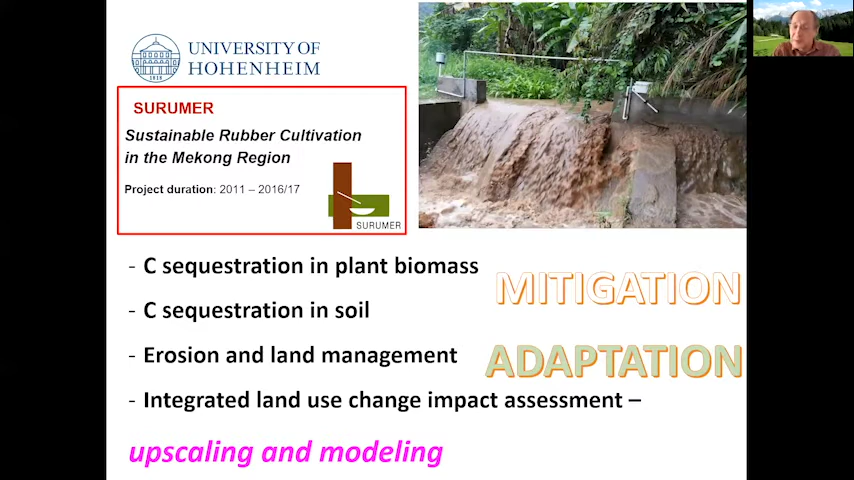 UNIVERSITY OF
HOHENHEIM
1818
SURUMER
Sustainable Rubber Cultivation
in the Mekong Region
Project duration: 2011 – 2016/17
SURUMER
- C sequestration in plant biomass
- C sequestration in soil
- Erosion and land management
- Integrated land use change impact assessment –
upscaling and modeling
MITIGATION
ADAPTATION